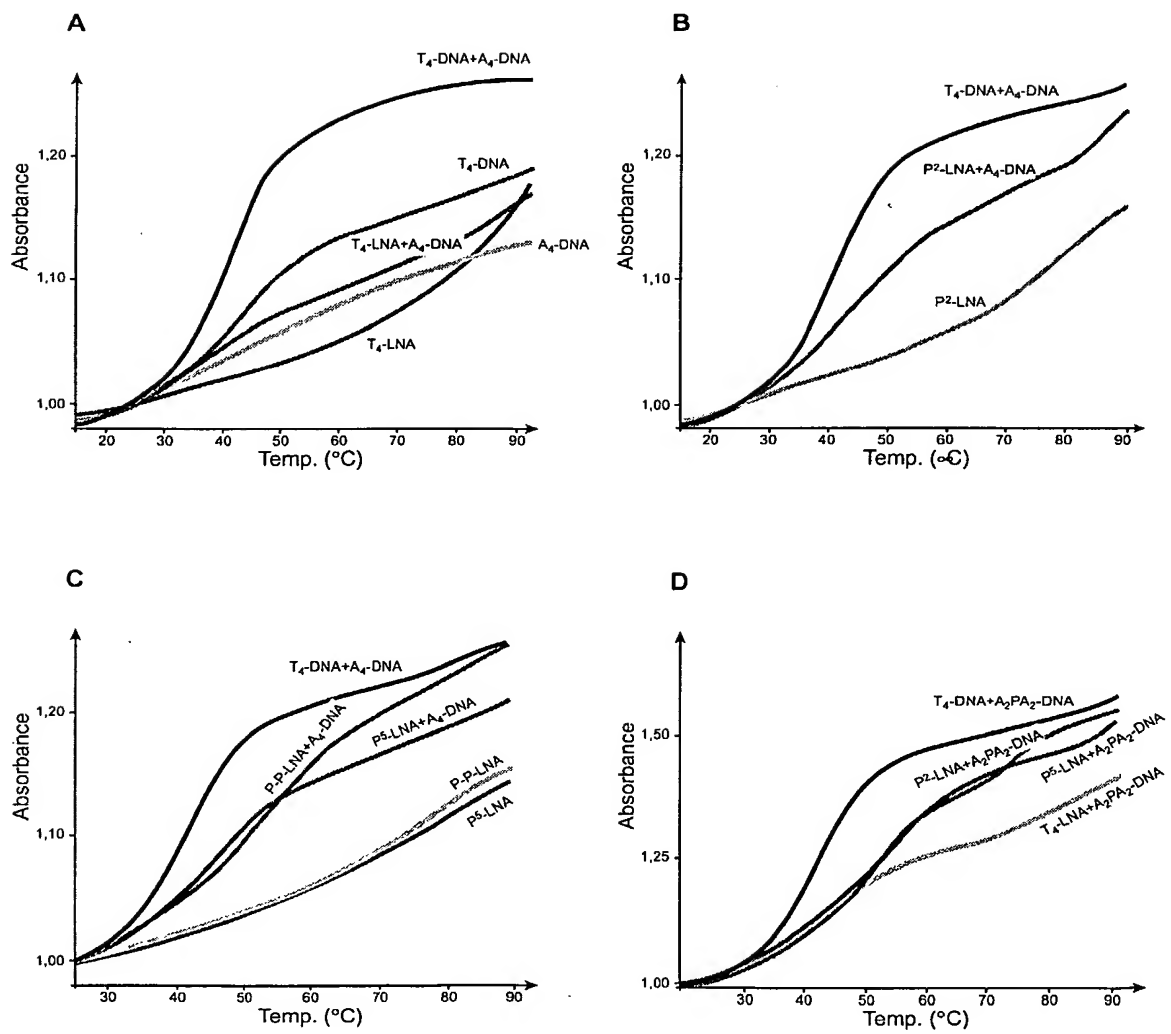 A
T₄-DNA+A₄-DNA
T₄-DNA
T₄-LNA+A₄-DNA
A₄-DNA
T₄-LNA
Absorbance
1,20
1,10
1,00
20 30 40 50 60 70 80 90
Temp. (°C)
B
T₄-DNA+A₄-DNA
P²-LNA+A₄-DNA
P²-LNA
Absorbance
1,20
1,10
1,00
20 30 40 50 60 70 80 90
Temp. (∞C)
C
T₄-DNA+A₄-DNA
P-P-LNA+A₄-DNA
P⁵-LNA+A₄-DNA
P-P-LNA
P⁵-LNA
Absorbance
1,20
1,10
1,00
30 40 50 60 70 80 90
Temp. (°C)
D
T₄-DNA+A₂PA₂-DNA
P²-LNA+A₂PA₂-DNA
P⁵-LNA+A₂PA₂-DNA
T₄-LNA+A₂PA₂-DNA
Absorbance
1.50
1.25
1.00
30 40 50 60 70 80 90
Temp. (°C)